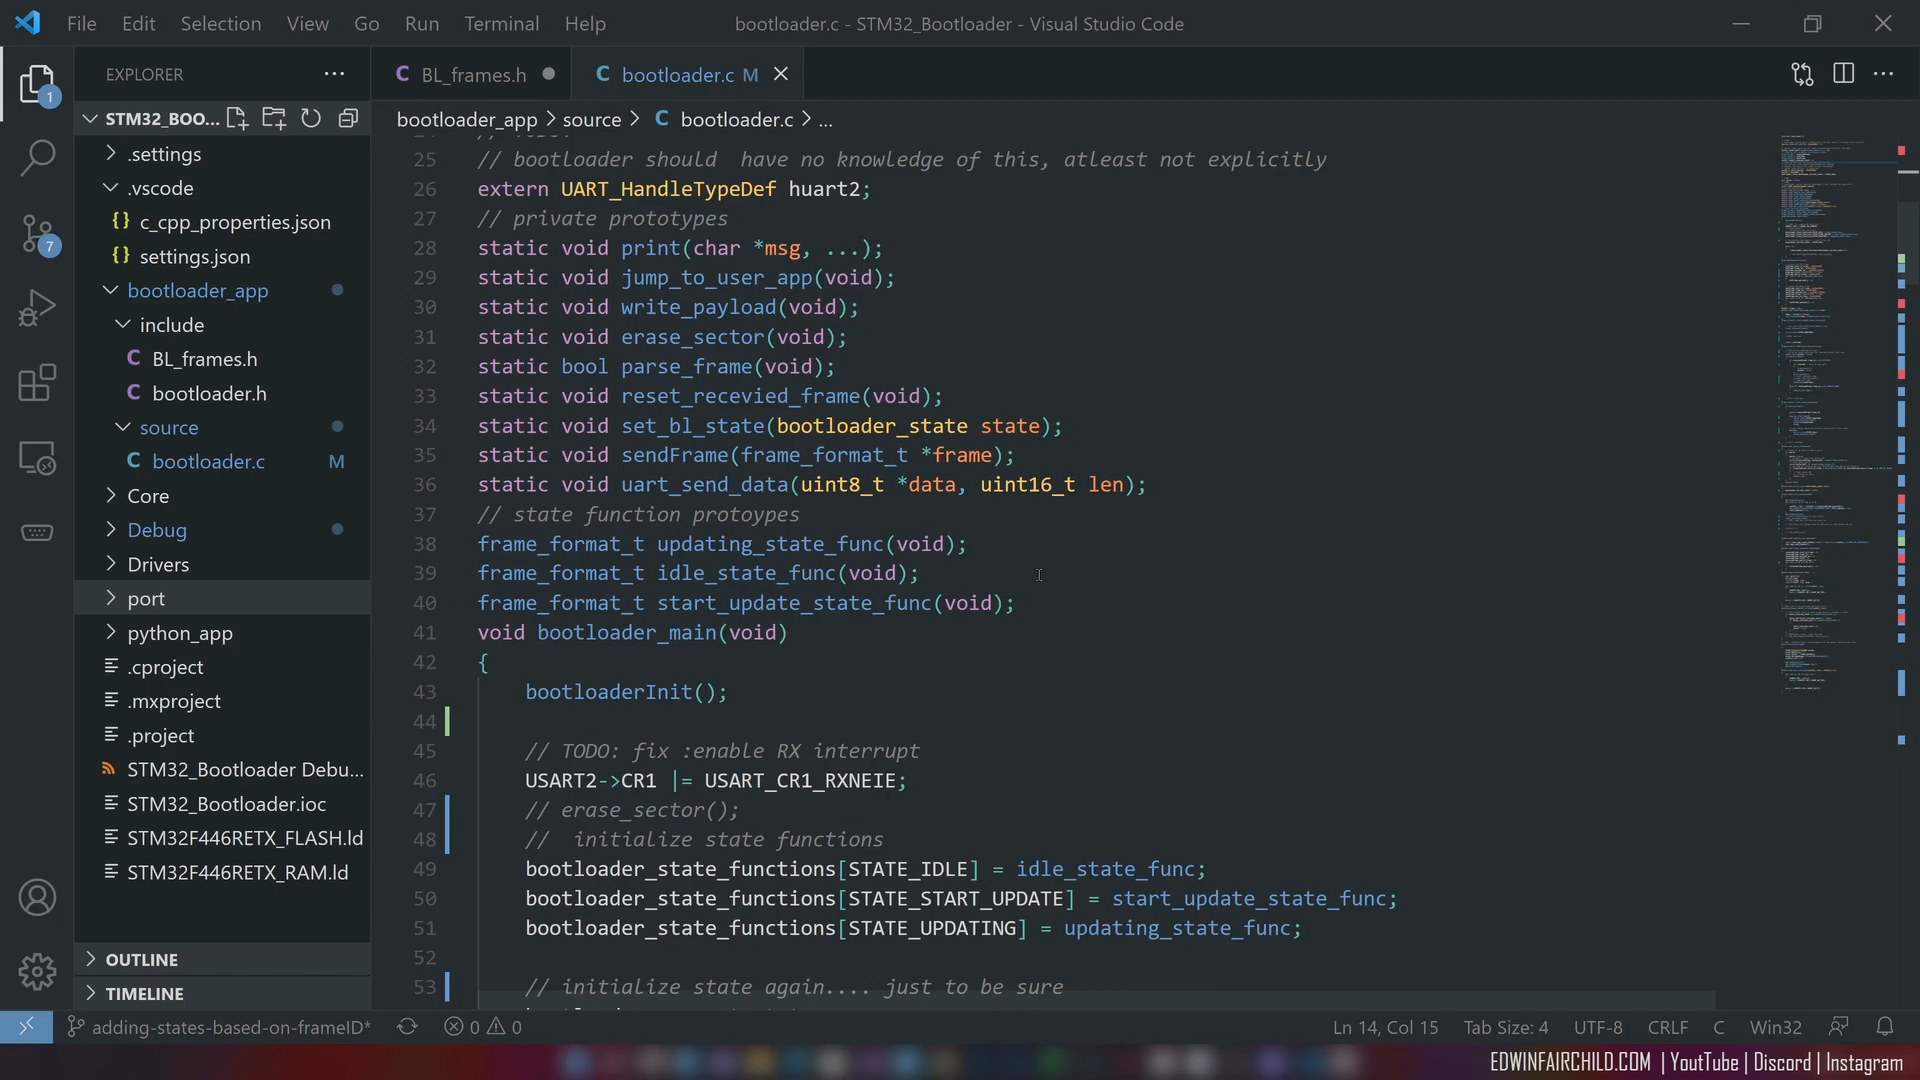 File Edit Selection View Go Run Terminal Help
bootloader.c - STM32_Bootloader - Visual Studio Code
EXPLORER
BL_frames.h
bootloader.c M
STM32_BOO...
bootloader_app > source > C bootloader.c > ...
.settings
.vscode
c_cpp_properties.json
settings.json
bootloader_app
include
C BL_frames.h
C bootloader.h
source
C bootloader.c M
Core
Debug
Drivers
port
python_app
.cproject
.mxproject
.project
STM32_Bootloader Debu...
STM32_Bootloader.ioc
STM32F446RETX_FLASH.ld
STM32F446RETX_RAM.ld
OUTLINE
TIMELINE
1
7
25 // bootloader should  have no knowledge of this, atleast not explicitly
26 extern UART_HandleTypeDef huart2;
27 // private prototypes
28 static void print(char *msg, ...);
29 static void jump_to_user_app(void);
30 static void write_payload(void);
31 static void erase_sector(void);
32 static bool parse_frame(void);
33 static void reset_recevied_frame(void);
34 static void set_bl_state(bootloader_state state);
35 static void sendFrame(frame_format_t *frame);
36 static void uart_send_data(uint8_t *data, uint16_t len);
37 // state function protoypes
38 frame_format_t updating_state_func(void);
39 frame_format_t idle_state_func(void);
40 frame_format_t start_update_state_func(void);
41 void bootloader_main(void)
42 {
43     bootloaderInit();
44
45     // TODO: fix :enable RX interrupt
46     USART2->CR1 |= USART_CR1_RXNEIE;
47     // erase_sector();
48     //  initialize state functions
49     bootloader_state_functions[STATE_IDLE] = idle_state_func;
50     bootloader_state_functions[STATE_START_UPDATE] = start_update_state_func;
51     bootloader_state_functions[STATE_UPDATING] = updating_state_func;
52
53     // initialize state again.... just to be sure
adding-states-based-on-frameID* 0 0
Ln 14, Col 15 Tab Size: 4 UTF-8 CRLF C Win32
EDWINFAIRCHILD.COM | YouTube | Discord | Instagram